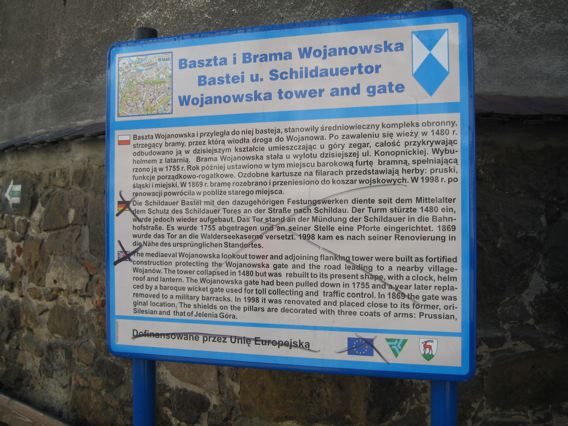 Baszta i Brama Wojanowska
Bastei u. Schildauertor
Wojanowska tower and gate
Baszta Wojanowska i przyległa do niej basteja, stanowiły średniowieczny kompleks obronny,
strzegący bramy, przez którą wiodła droga do Wojanowa. Po zawaleniu się wieży w 1480 r.
odbudowano ją w dzisiejszym kształcie umieszczając u góry zegar, całość przykrywając
hełmem z latarnią. Brama Wojanowska stała u wylotu dzisiejszej ul. Konopnickiej. Wybu-
rzono ją w 1755 r. Rok później ustawiono w tym miejscu barokową furtę bramną, spełniającą
funkcje porządkowo-rogatkowe. Ozdobne kartusze na filarach przedstawiają herby: pruski,
śląski i miejski. W 1869 r. bramę rozebrano i przeniesiono do koszar wojskowych. W 1998 r. po
renowacji powróciła w pobliże starego miejsca.
Die Schildauer Bastei mit den dazugehörigen Festungswerken diente seit dem Mittelalter
dem Schutz des Schildauer Tores an der Straße nach Schildau. Der Turm stürzte 1480 ein,
wurde jedoch wieder aufgebaut. Das Tor stand an der Mündung der Schildauer in die Bahn-
hofstraße. Es wurde 1755 abgetragen und an seiner Stelle eine Pforte eingerichtet. 1869
wurde das Tor an die Walderseekaserne versetzt. 1998 kam es nach seiner Renovierung in
die Nähe des ursprünglichen Standortes.
The mediaeval Wojanowska lookout tower and adjoining flanking tower were built as fortified
construction protecting the Wojanowska gate and the road leading to a nearby village-
Wojanów. The tower collapsed in 1480 but was rebuilt to its present shape, with a clock, helm
roof and lantern. The Wojanowska gate had been pulled down in 1755 and a year later repla-
ced by a baroque wicket gate used for toll collecting and traffic control. In 1869 the gate was
removed to a military barracks. In 1998 it was renovated and placed close to its former, ori-
ginal location. The shields on the pillars are decorated with three coats of arms: Prussian,
Silesian and that of Jelenia Góra.
Dofinansowane przez Unię Europejską